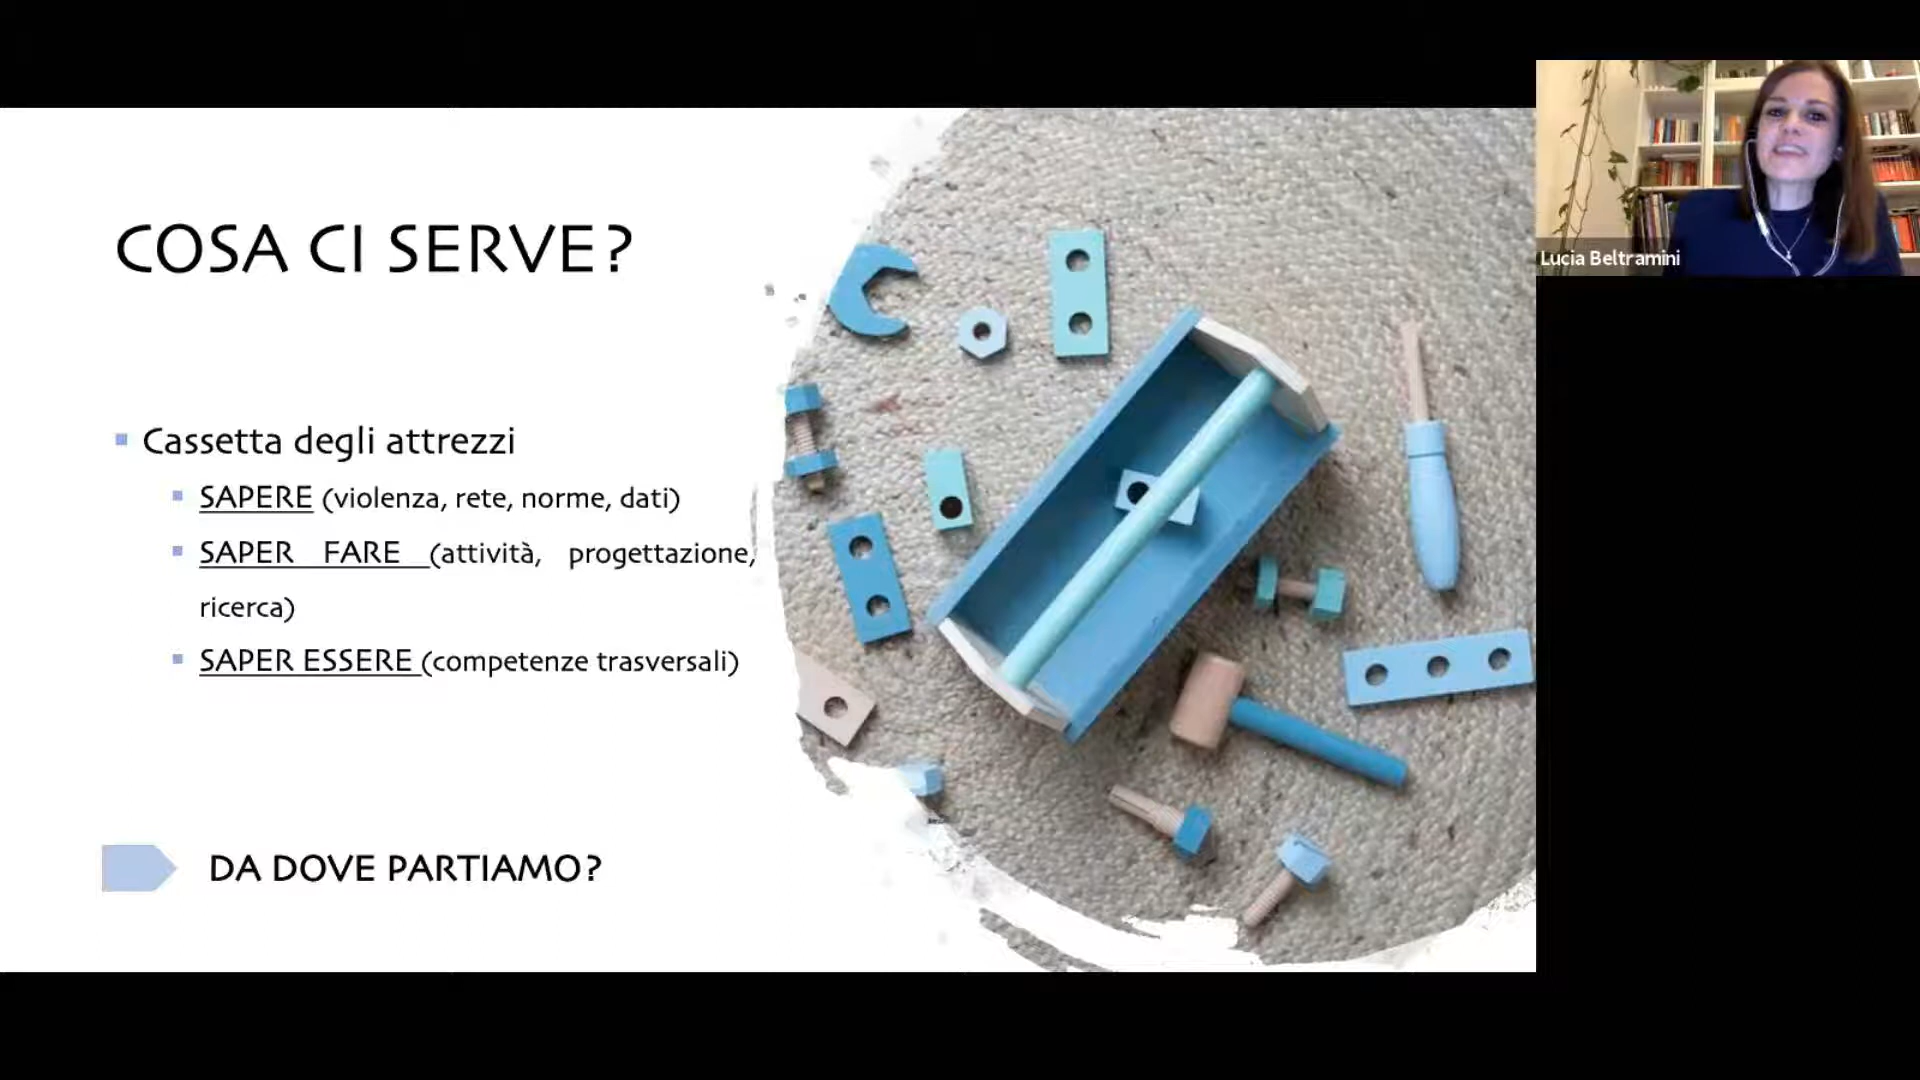 COSA CI SERVE?
Cassetta degli attrezzi
SAPERE (violenza, rete, norme, dati)
SAPER FARE (attività, progettazione,
ricerca)
SAPER ESSERE (competenze trasversali)
DA DOVE PARTIAMO?
Lucia Beltramini